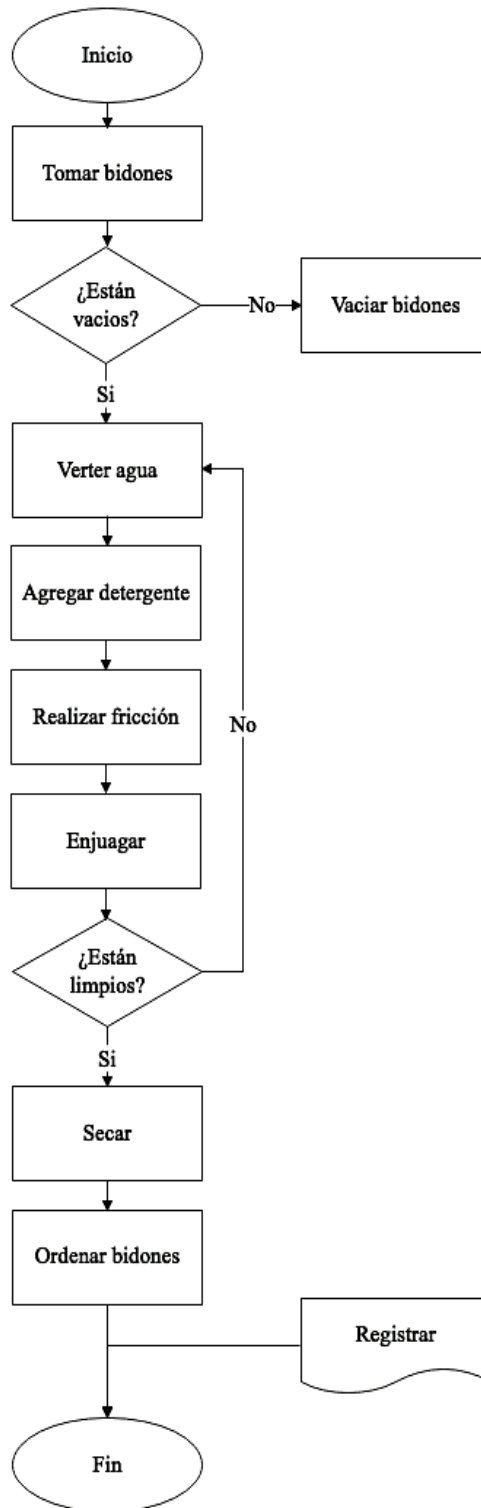 Inicio
Tomar bidones
¿Están
vacios?
No
Vaciar bidones
Si
Verter agua
Agregar detergente
Realizar fricción
No
Enjuagar
¿Están
limpios?
Si
Secar
Ordenar bidones
Registrar
Fin